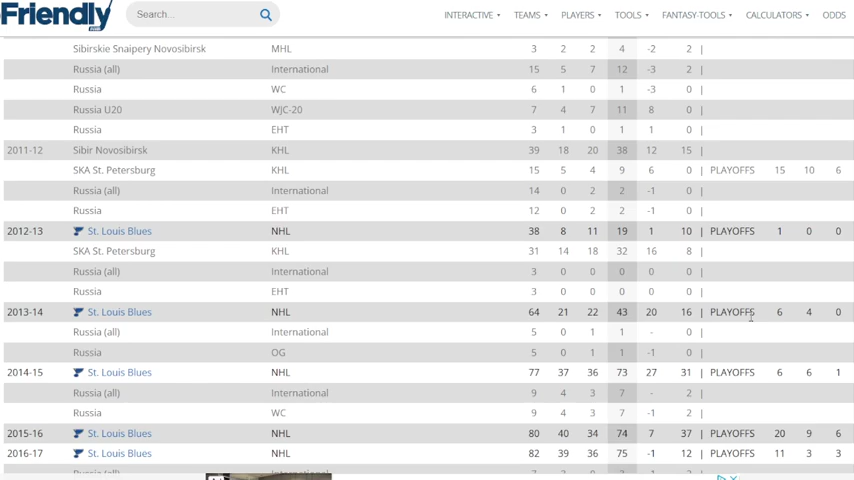 Friendly Search... INTERACTIVE TEAMS PLAYERS TOOLS FANTASY-TOOLS CALCULATORS ODDS
Sibirskie Snaipery Novosibirsk MHL 3 2 2 4 -2 2 |
Russia (all) International 15 5 7 12 -3 2 |
Russia WC 6 1 0 1 -3 0 |
Russia U20 WJC-20 7 4 7 11 8 0 |
Russia EHT 3 1 0 1 1 0 |
2011-12 Sibir Novosibirsk KHL 39 18 20 38 12 15 |
SKA St. Petersburg KHL 15 5 4 9 6 0 | PLAYOFFS 15 10 6
Russia (all) International 14 0 2 2 -1 0 |
Russia EHT 12 0 2 2 -1 0 |
2012-13 St. Louis Blues NHL 38 8 11 19 1 10 | PLAYOFFS 1 0 0
SKA St. Petersburg KHL 31 14 18 32 16 8 |
Russia (all) International 3 0 0 0 0 0 |
Russia EHT 3 0 0 0 0 0 |
2013-14 St. Louis Blues NHL 64 21 22 43 20 16 | PLAYOFFS 6 4 0
Russia (all) International 5 0 1 1 - 0 |
Russia OG 5 0 1 1 -1 0 |
2014-15 St. Louis Blues NHL 77 37 36 73 27 31 | PLAYOFFS 6 6 1
Russia (all) International 9 4 3 7 - 2 |
Russia WC 9 4 3 7 -1 2 |
2015-16 St. Louis Blues NHL 80 40 34 74 7 37 | PLAYOFFS 20 9 6
2016-17 St. Louis Blues NHL 82 39 36 75 -1 12 | PLAYOFFS 11 3 3